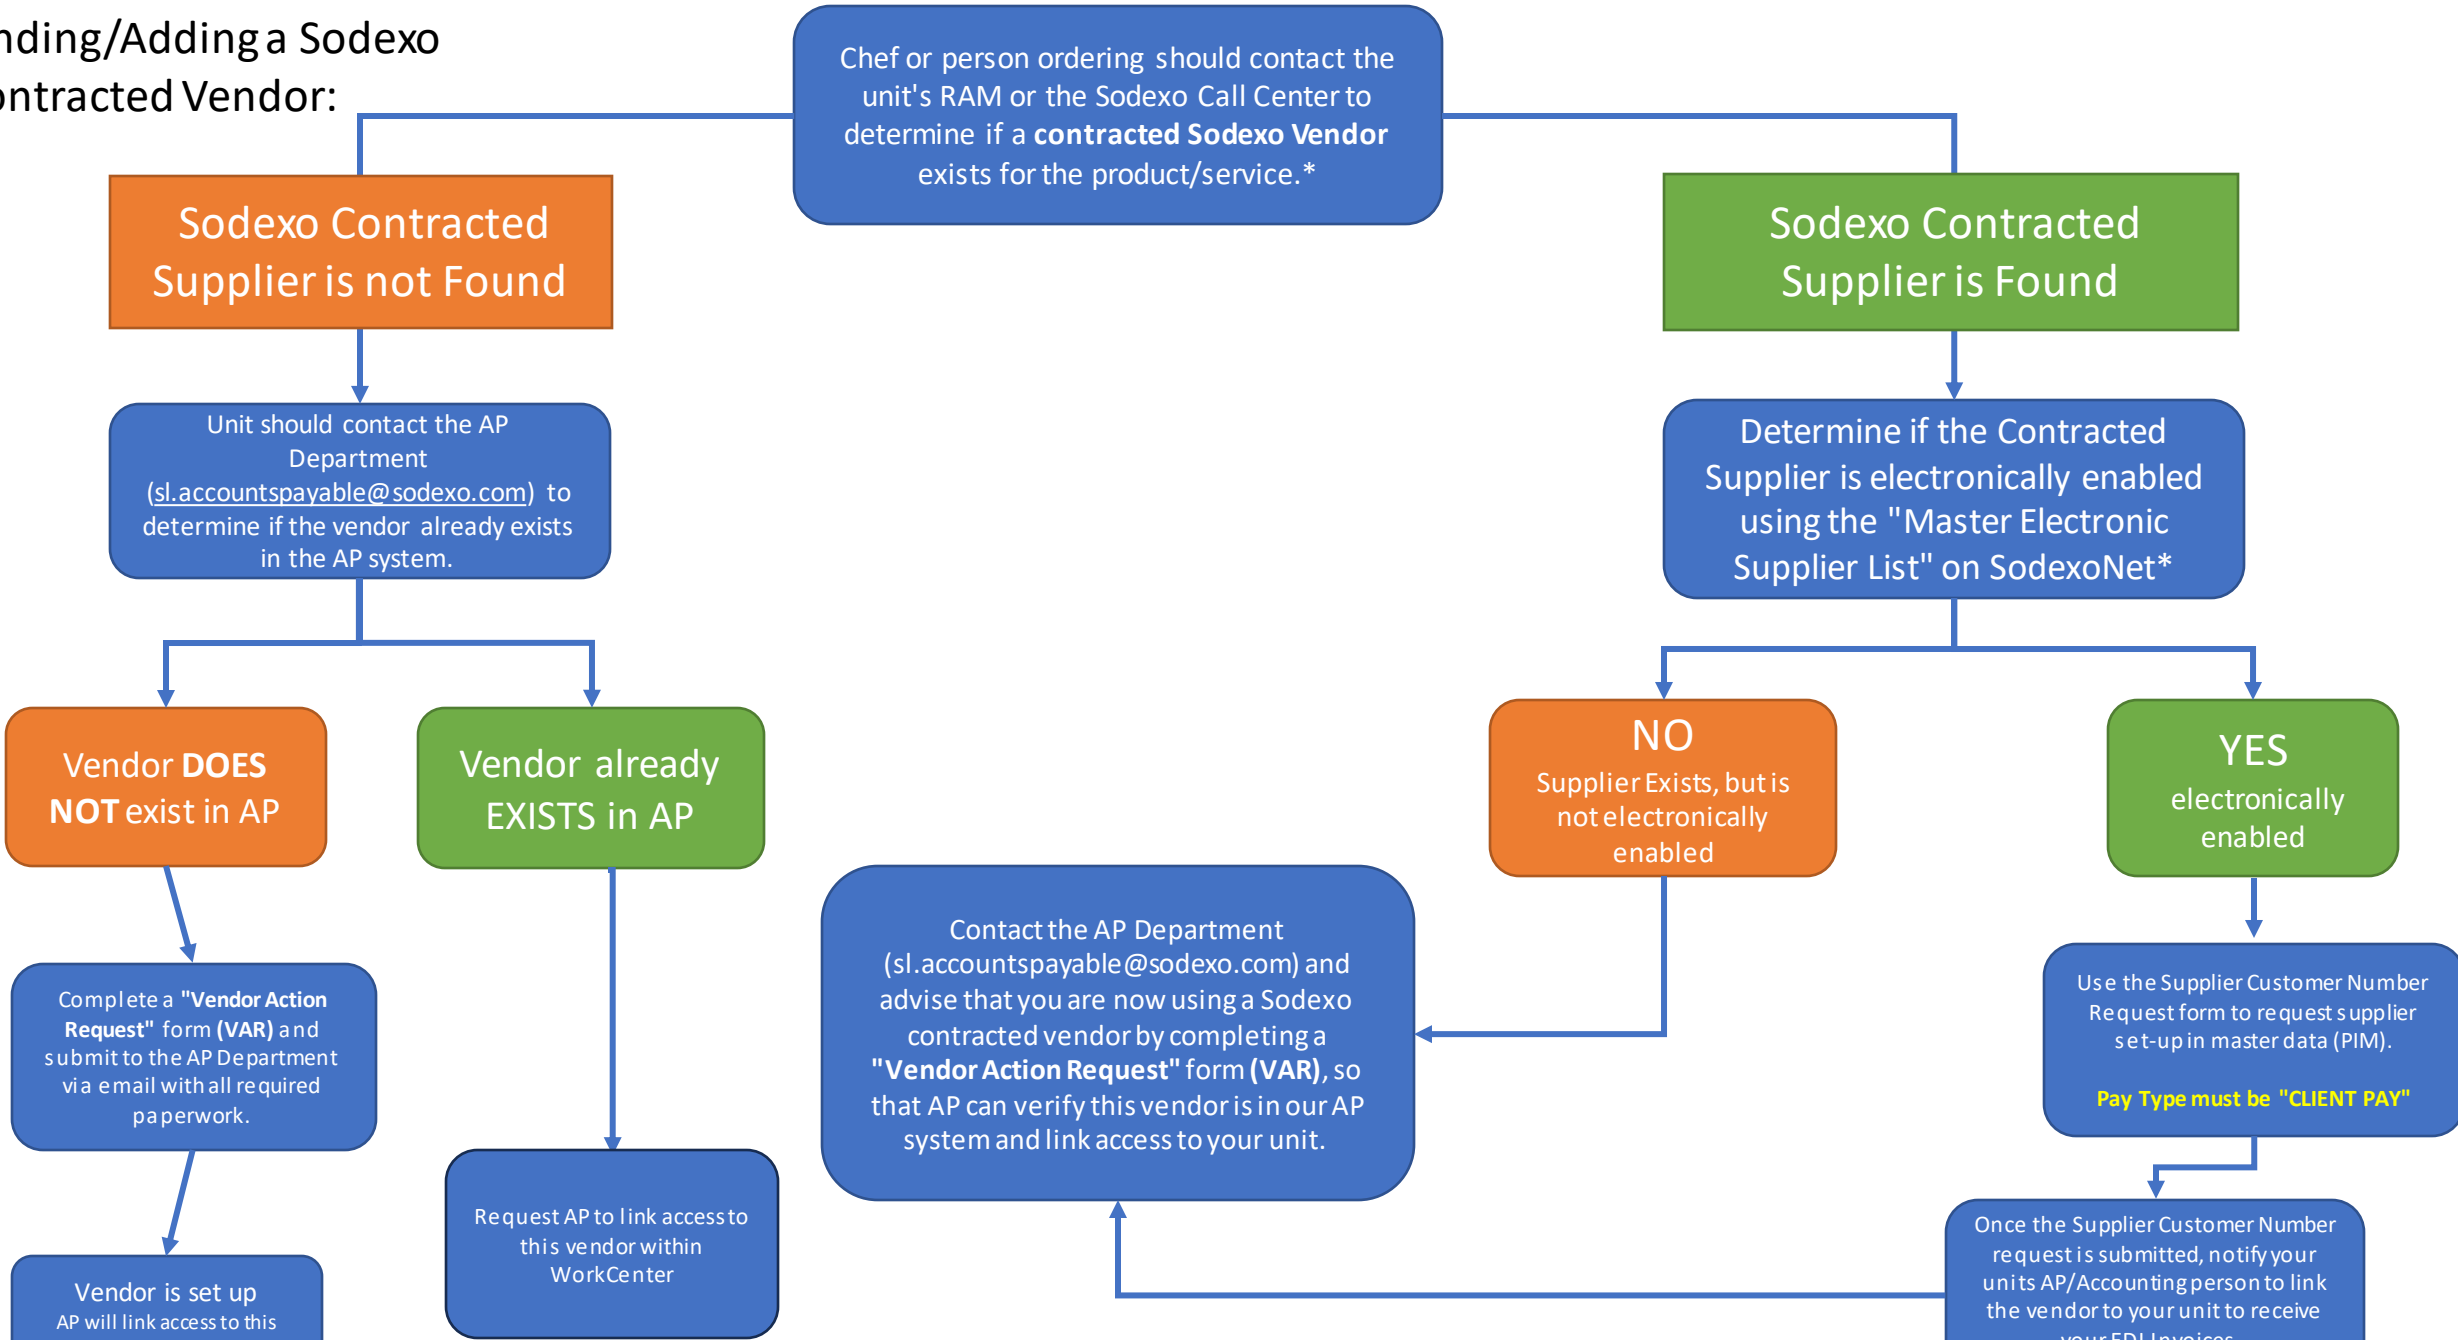 nding/Adding a Sodexo
ontracted Vendor:
Chef or person ordering should contact the
unit's RAM or the Sodexo Call Center to
determine if a contracted Sodexo Vendor
exists for the product/service.*
Sodexo Contracted
Supplier is not Found
Sodexo Contracted
Supplier is Found
Unit should contact the AP
Department
(sl.accountspayable@sodexo.com) to
determine if the vendor already exists
in the AP system.
Determine if the Contracted
Supplier is electronically enabled
using the "Master Electronic
Supplier List" on SodexoNet*
Vendor DOES
NOT exist in AP
Vendor already
EXISTS in AP
NO
Supplier Exists, but is
not electronically
enabled
YES
electronically
enabled
Complete a "Vendor Action
Request" form (VAR) and
submit to the AP Department
via email with all required
paperwork.
Contact the AP Department
(sl.accountspayable@sodexo.com) and
advise that you are now using a Sodexo
contracted vendor by completing a
"Vendor Action Request" form (VAR), so
that AP can verify this vendor is in our AP
system and link access to your unit.
Use the Supplier Customer Number
Request form to request supplier
set-up in master data (PIM).
Pay Type must be "CLIENT PAY"
Request AP to link access to
this vendor within
WorkCenter
Vendor is set up
AP will link access to this
Once the Supplier Customer Number
request is submitted, notify your
units AP/Accounting person to link
the vendor to your unit to receive
your EDI Invoices